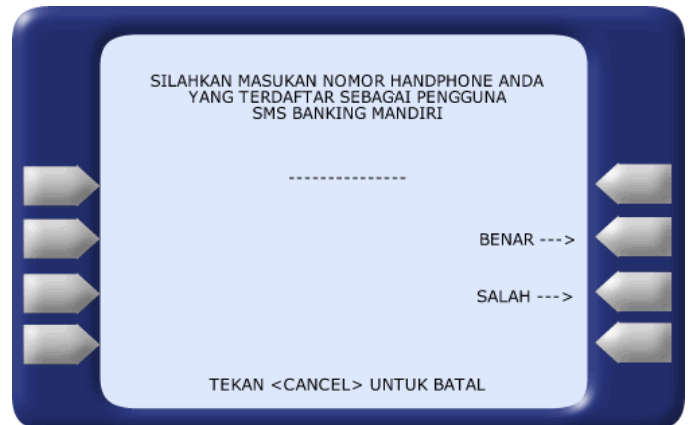 SILAHKAN MASUKAN NOMOR HANDPHONE ANDA
YANG TERDAFTAR SEBAGAI PENGGUNA
SMS BANKING MANDIRI
---------------
BENAR --->
SALAH --->
TEKAN <CANCEL> UNTUK BATAL